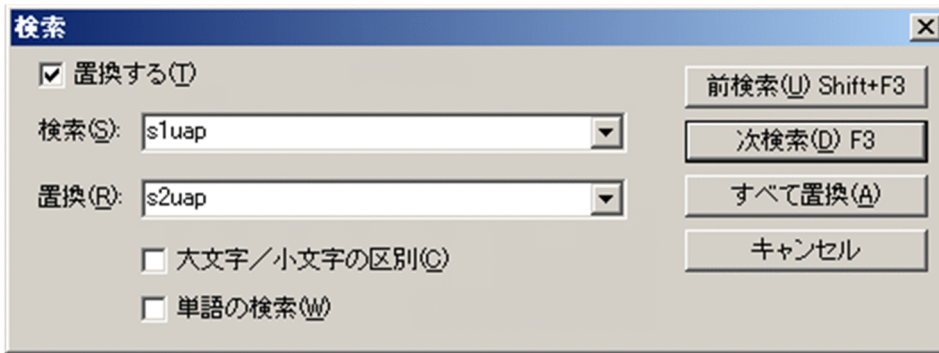 検索
置換する(T)
前検索(U) Shift+F3
検索(S): s1uap
次検索(D) F3
置換(R): s2uap
すべて置換(A)
大文字／小文字の区別(C)
キャンセル
単語の検索(W)